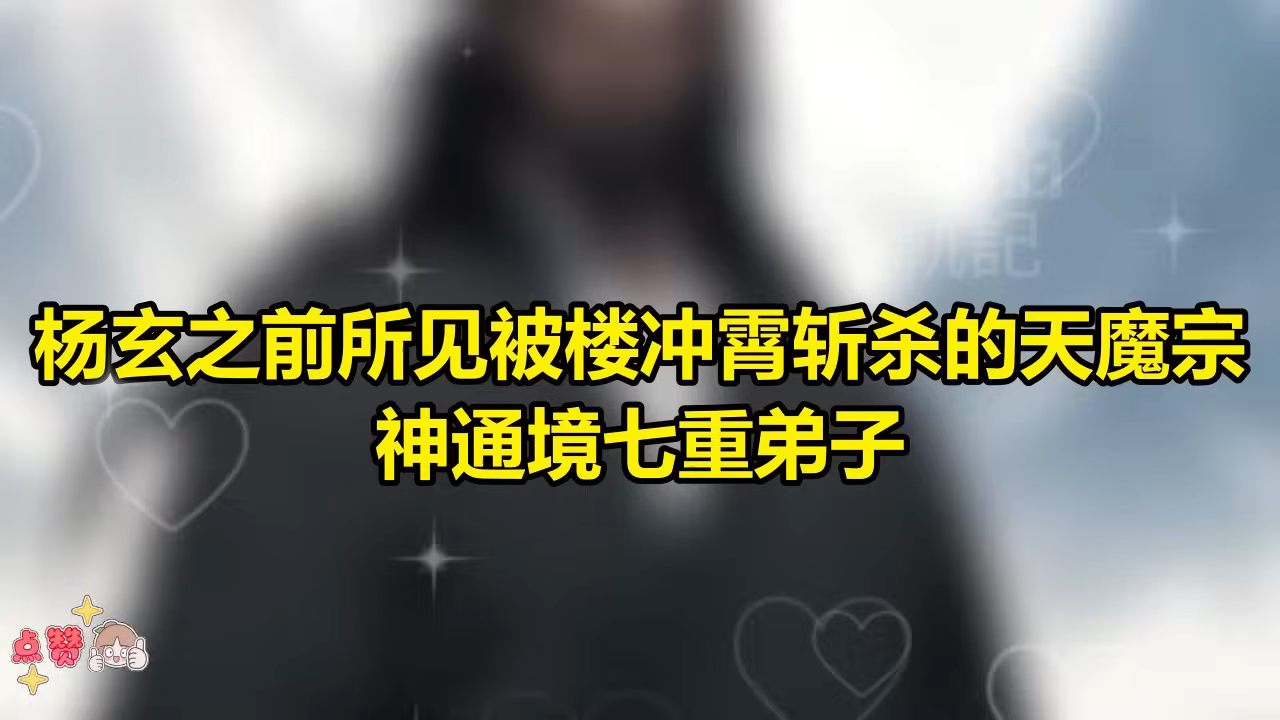 杨玄之前所见被楼冲霄斩杀的天魔宗
神通境七重弟子
点赞